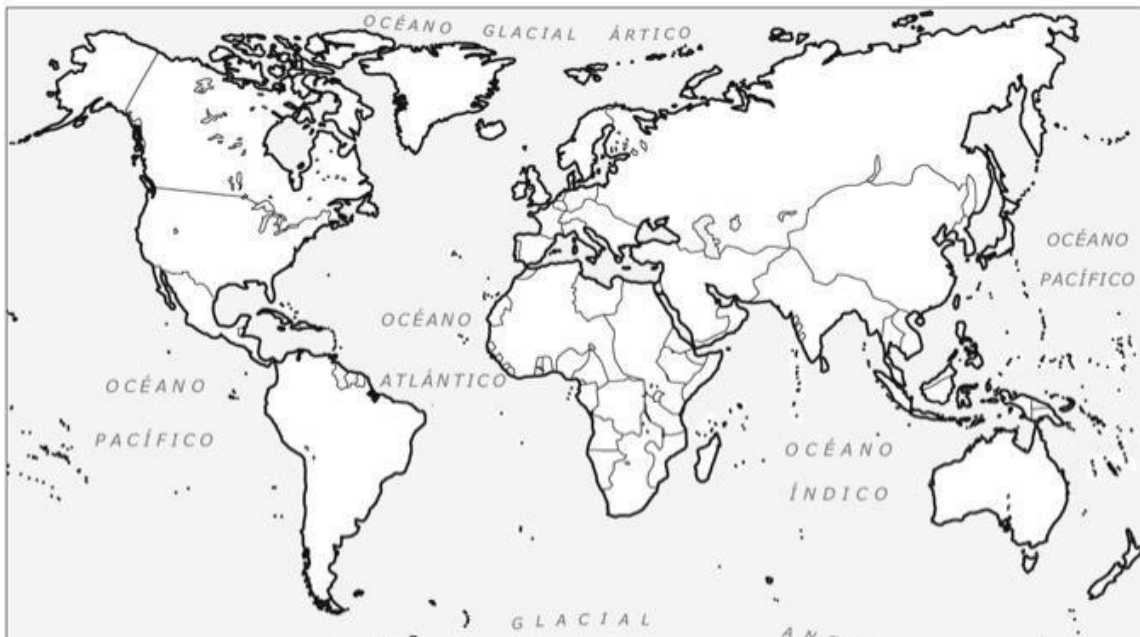 OCÉANO GLACIAL ÁRTICO
OCÉANO
PACÍFICO
OCÉANO
ATLÁNTICO
OCÉANO
PACÍFICO
OCÉANO
ÍNDICO
GLACIAL